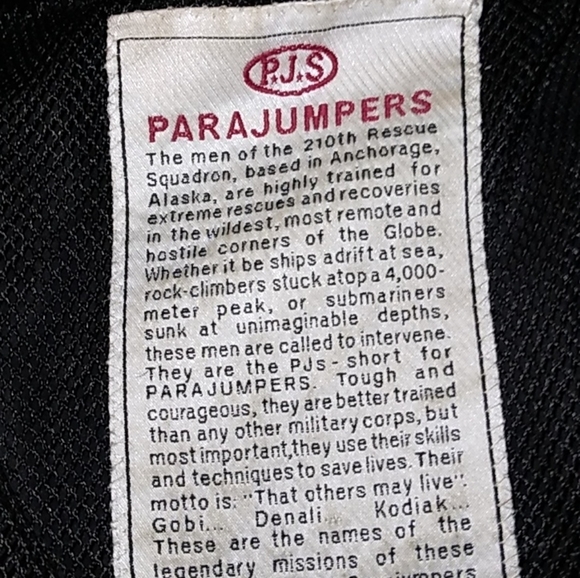 P.J.S
PARAJUMPERS
The men of the 210th Rescue
Squadron, based in Anchorage,
Alaska, are highly trained for
extreme rescues and recoveries
in the wildest, most remote and
hostile corners of the Globe.
Whether it be ships adrift at sea,
rock-climbers stuck atop a 4,000-
meter peak, or submariners
sunk at unimaginable depths,
these men are called to intervene.
They are the PJs - short for
PARAJUMPERS. Tough and
courageous, they are better trained
than any other military corps, but
most important,they use their skills
and techniques to save lives. Their
motto is: "That others may live".
Gobi... Denali... Kodiak...
These are the names of the
legendary missions of these